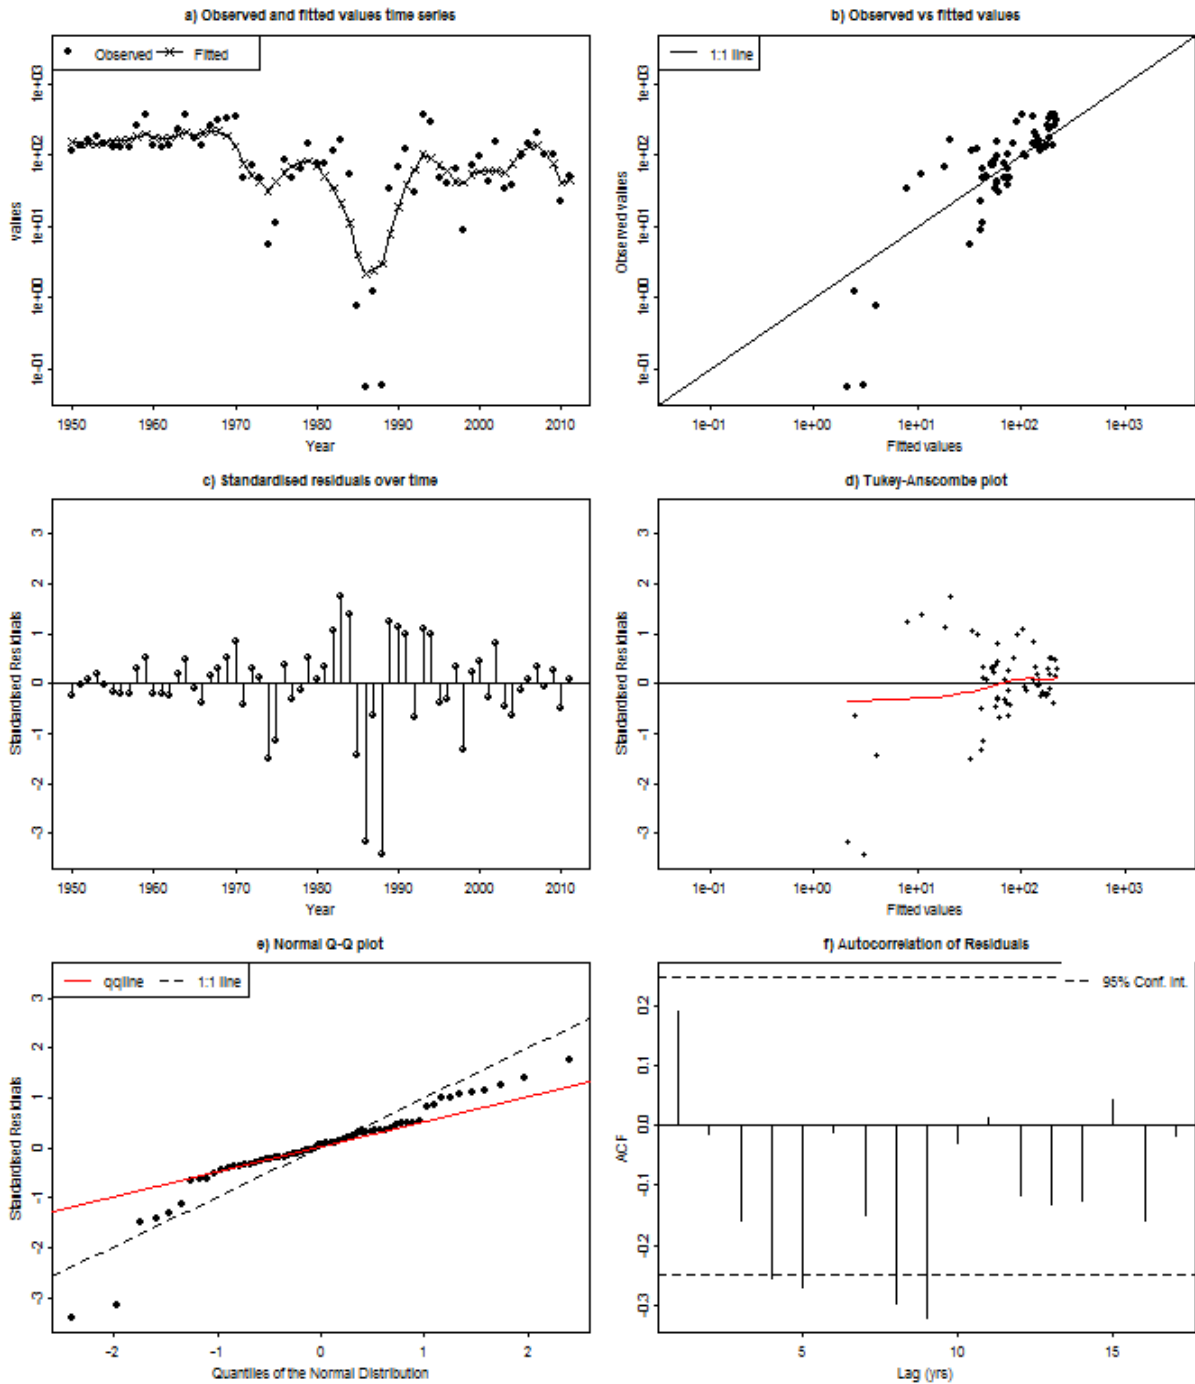 a) Observed and fitted values time series
Observed Fitted
values
1e-01 1e+00 1e+01 1e+02 1e+03
1950 1960 1970 1980 1990 2000 2010
Year
b) Observed vs fitted values
1:1 line
Observed values
1e-01 1e+00 1e+01 1e+02 1e+03
1e-01 1e+00 1e+01 1e+02 1e+03
Fitted values
c) Standardised residuals over time
Standardised Residuals
-3 -2 -1 0 1 2 3
1950 1960 1970 1980 1990 2000 2010
Year
d) Tukey-Anscombe plot
Standardised Residuals
-3 -2 -1 0 1 2 3
1e-01 1e+00 1e+01 1e+02 1e+03
Fitted values
e) Normal Q-Q plot
qqline 1:1 line
Standardised Residuals
-3 -2 -1 0 1 2 3
-2 -1 0 1 2
Quantiles of the Normal Distribution
f) Autocorrelation of Residuals
95% Conf. Int.
ACF
-0.3 -0.2 -0.1 0.0 0.1 0.2
5 10 15
Lag (yrs)